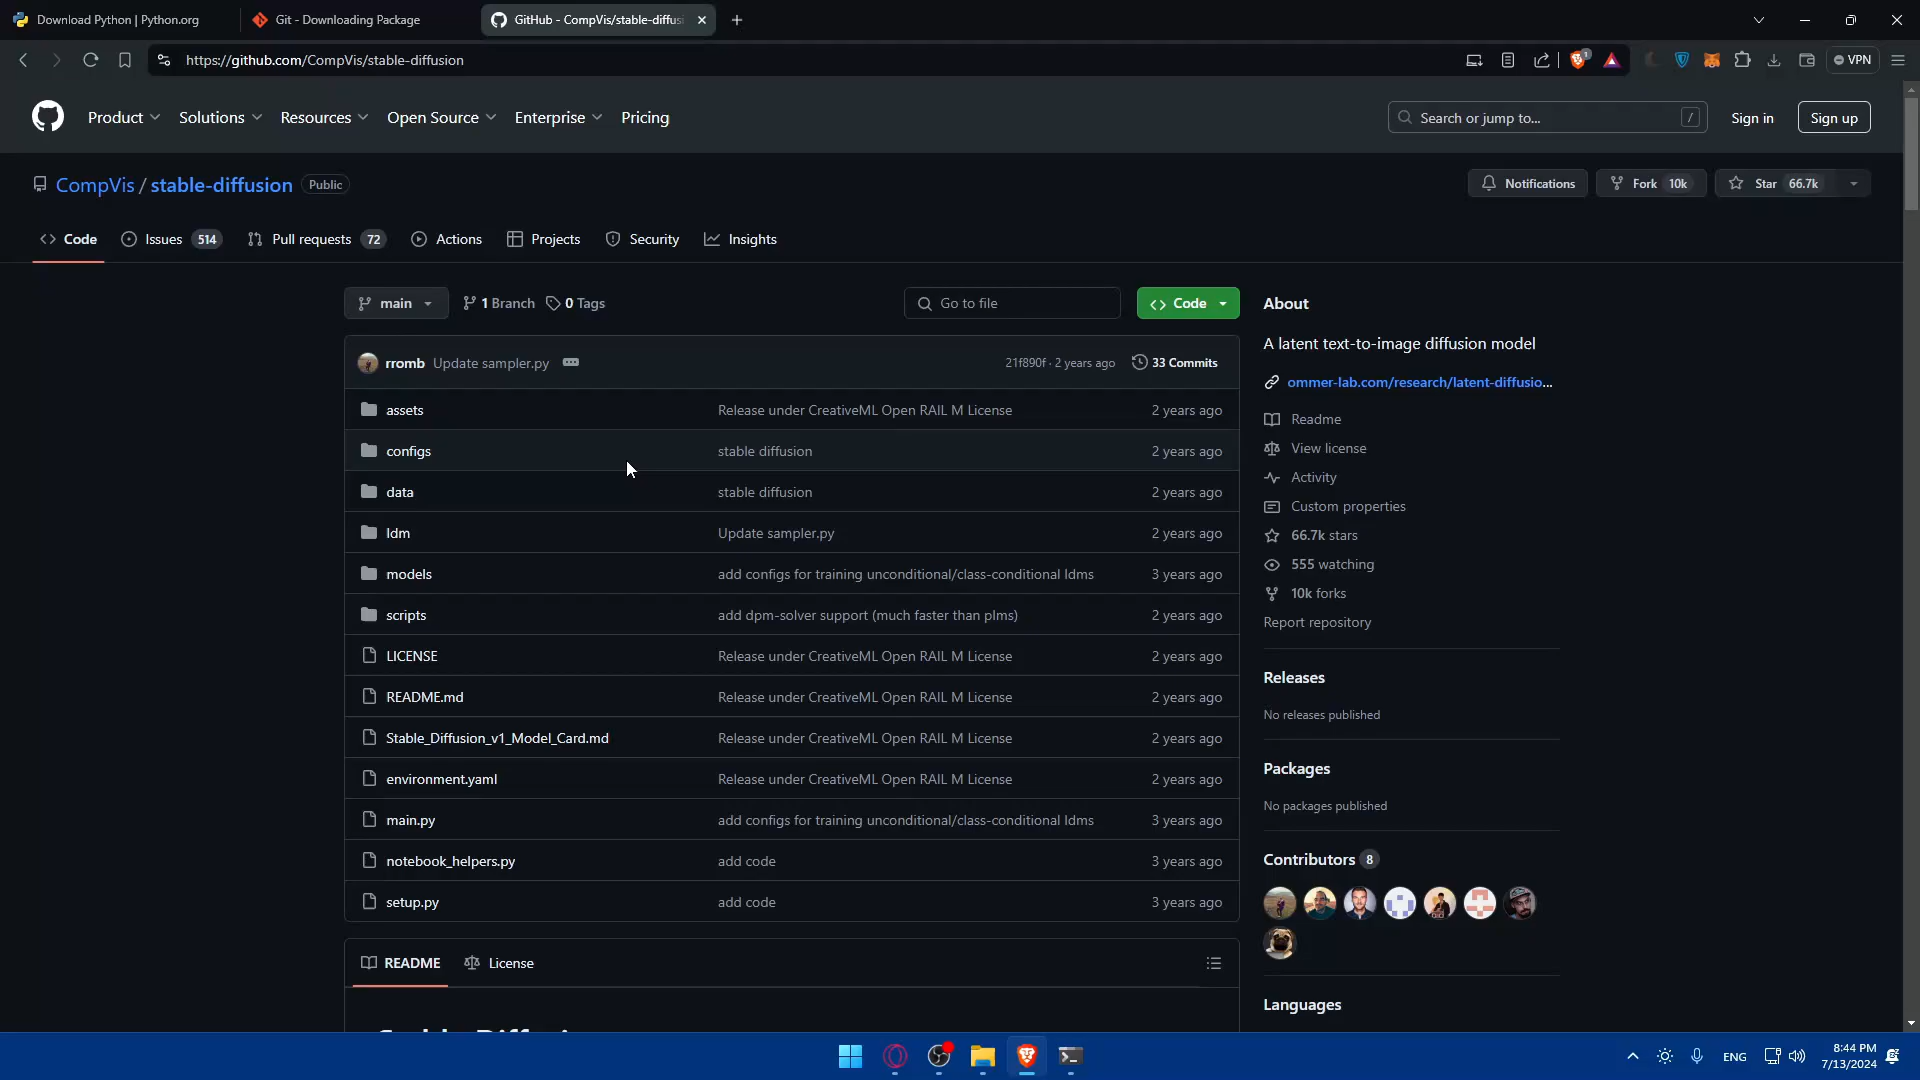 Download Python | Python.org
Git - Downloading Package
GitHub - CompVis/stable-diffusi
https://github.com/CompVis/stable-diffusion
1
VPN
Product
Solutions
Resources
Open Source
Enterprise
Pricing
Search or jump to...
/
Sign in
Sign up
CompVis / stable-diffusion
Public
Notifications
Fork 10k
Star 66.7k
Code
Issues 514
Pull requests 72
Actions
Projects
Security
Insights
main
1 Branch
0 Tags
Go to file
Code
rromb Update sampler.py
21f890f · 2 years ago
33 Commits
assets Release under CreativeML Open RAIL M License 2 years ago
configs stable diffusion 2 years ago
data stable diffusion 2 years ago
ldm Update sampler.py 2 years ago
models add configs for training unconditional/class-conditional ldms 3 years ago
scripts add dpm-solver support (much faster than plms) 2 years ago
LICENSE Release under CreativeML Open RAIL M License 2 years ago
README.md Release under CreativeML Open RAIL M License 2 years ago
Stable_Diffusion_v1_Model_Card.md Release under CreativeML Open RAIL M License 2 years ago
environment.yaml Release under CreativeML Open RAIL M License 2 years ago
main.py add configs for training unconditional/class-conditional ldms 3 years ago
notebook_helpers.py add code 3 years ago
setup.py add code 3 years ago
README
License
About
A latent text-to-image diffusion model
ommer-lab.com/research/latent-diffusio...
Readme
View license
Activity
Custom properties
66.7k stars
555 watching
10k forks
Report repository
Releases
No releases published
Packages
No packages published
Contributors 8
Languages
ENG
8:44 PM
7/13/2024